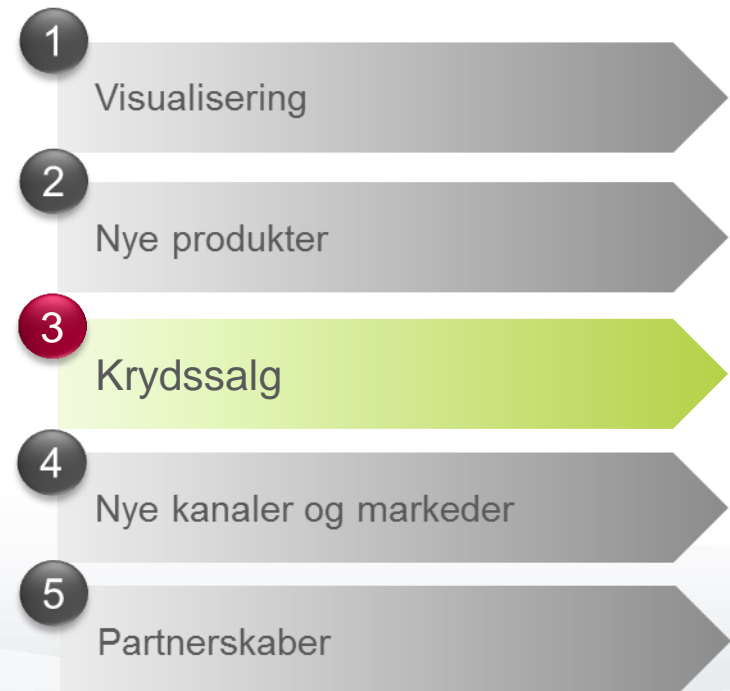 1
Visualisering
2
Nye produkter
3
Krydssalg
4
Nye kanaler og markeder
5
Partnerskaber